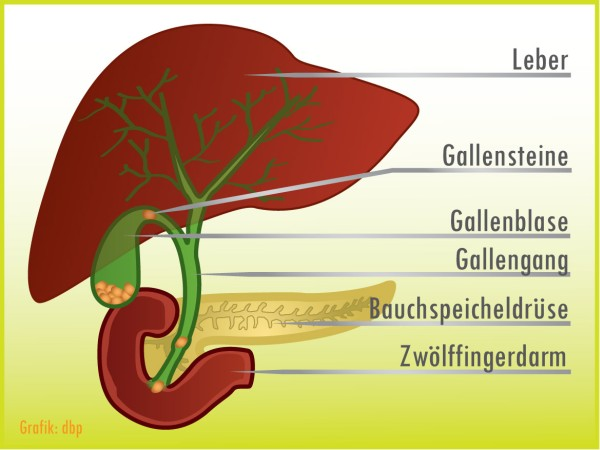 Leber
Gallensteine
Gallenblase
Gallengang
Bauchspeicheldrüse
Zwölffingerdarm
Grafik: dbp